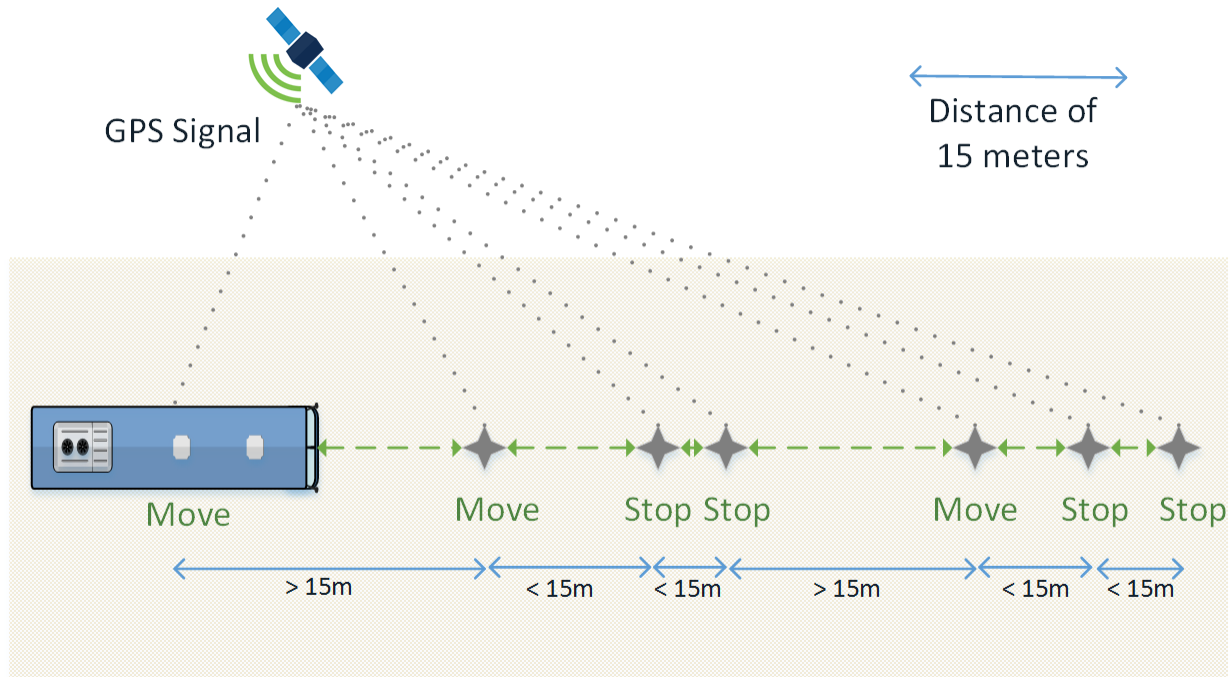 GPS Signal
Distance of
15 meters
Move
Move
Stop
Stop
Move
Stop
Stop
> 15m
< 15m
< 15m
> 15m
< 15m
< 15m